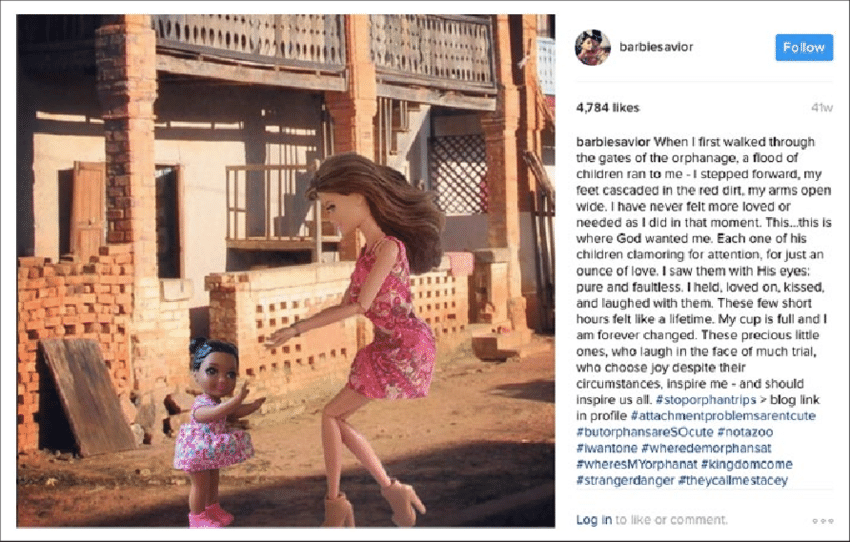 barbiesavior
Follow
4,784 likes
41w
barbiesavior When I first walked through
the gates of the orphanage, a flood of
children ran to me - I stepped forward, my
feet cascaded in the red dirt, my arms open
wide. I have never felt more loved or
needed as I did in that moment. This...this is
where God wanted me. Each one of his
children clamoring for attention, for just an
ounce of love. I saw them with His eyes:
pure and faultless. I held, loved on, kissed,
and laughed with them. These few short
hours felt like a lifetime. My cup is full and I
am forever changed. These precious little
ones, who laugh in the face of much trial,
who choose joy despite their
circumstances, inspire me - and should
inspire us all. #stoporphantrips > blog link
in profile #attachmentproblemsarentcute
#butorphansareSOcute #notazoo
#iwantone #wheredemorphansat
#wheresMYorphanat #kingdomcome
#strangerdanger #theycallmestacey
Log in to like or comment.